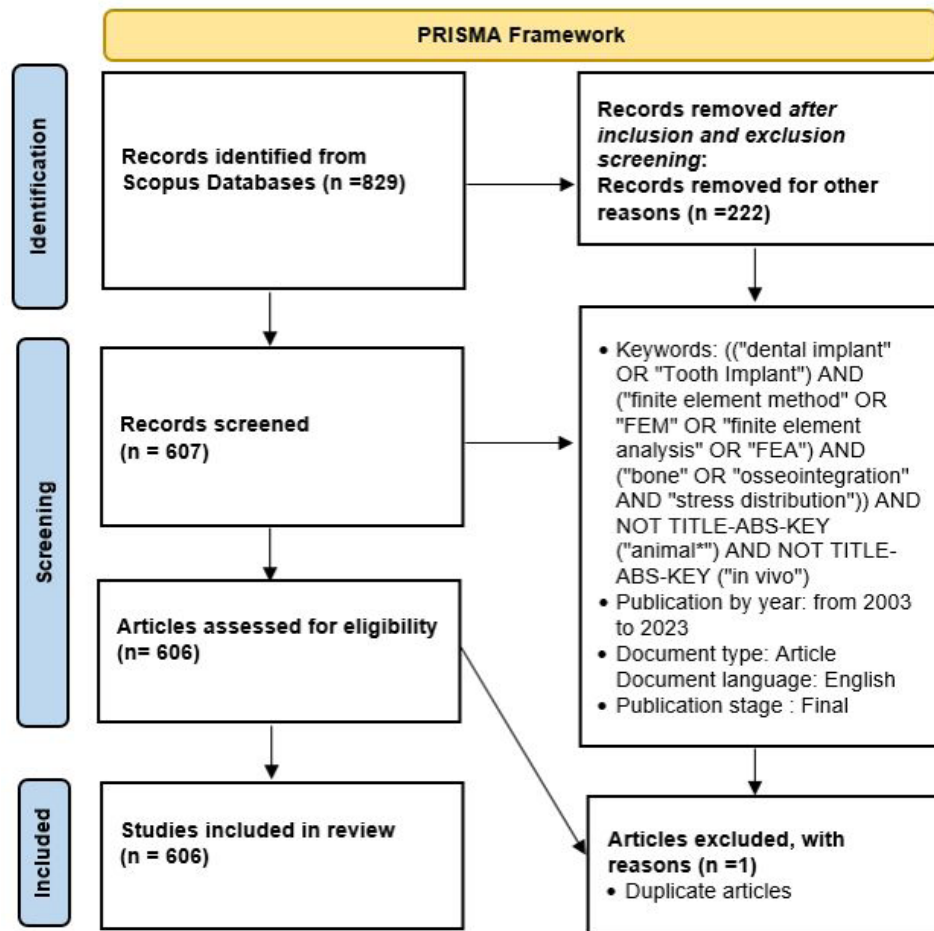 PRISMA Framework
Identification
Records identified from
Scopus Databases (n =829)
Records removed after
inclusion and exclusion
screening:
Records removed for other
reasons (n =222)
Screening
Records screened
(n = 607)
• Keywords: (("dental implant"
OR "Tooth Implant") AND
("finite element method" OR
"FEM" OR "finite element
analysis" OR "FEA") AND
("bone" OR "osseointegration"
AND "stress distribution")) AND
NOT TITLE-ABS-KEY
("animal*") AND NOT TITLE-
ABS-KEY ("in vivo")
• Publication by year: from 2003
to 2023
• Document type: Article
Document language: English
• Publication stage : Final
Articles assessed for eligibility
(n= 606)
Included
Studies included in review
(n = 606)
Articles excluded, with
reasons (n =1)
• Duplicate articles